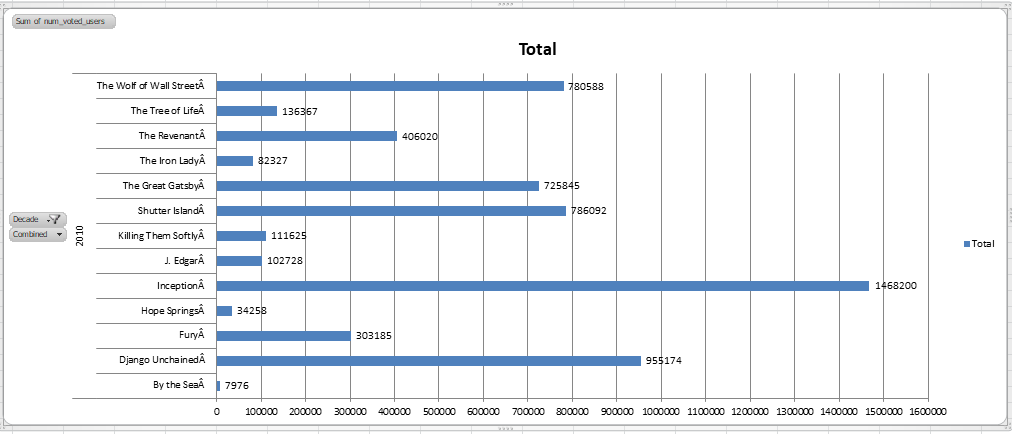 Sum of num_voted_users
Total
The Wolf of Wall StreetÂ 780588
The Tree of LifeÂ 136367
The RevenantÂ 406020
The Iron LadyÂ 82327
The Great GatsbyÂ 725845
Shutter IslandÂ 786092
Decade
Combined
2010
Killing Them SoftlyÂ 111625
J. EdgarÂ 102728
Total
InceptionÂ 1468200
Hope SpringsÂ 34258
FuryÂ 303185
Django UnchainedÂ 955174
By the SeaÂ 7976
0 100000 200000 300000 400000 500000 600000 700000 800000 900000 1000000 1100000 1200000 1300000 1400000 1500000 1600000